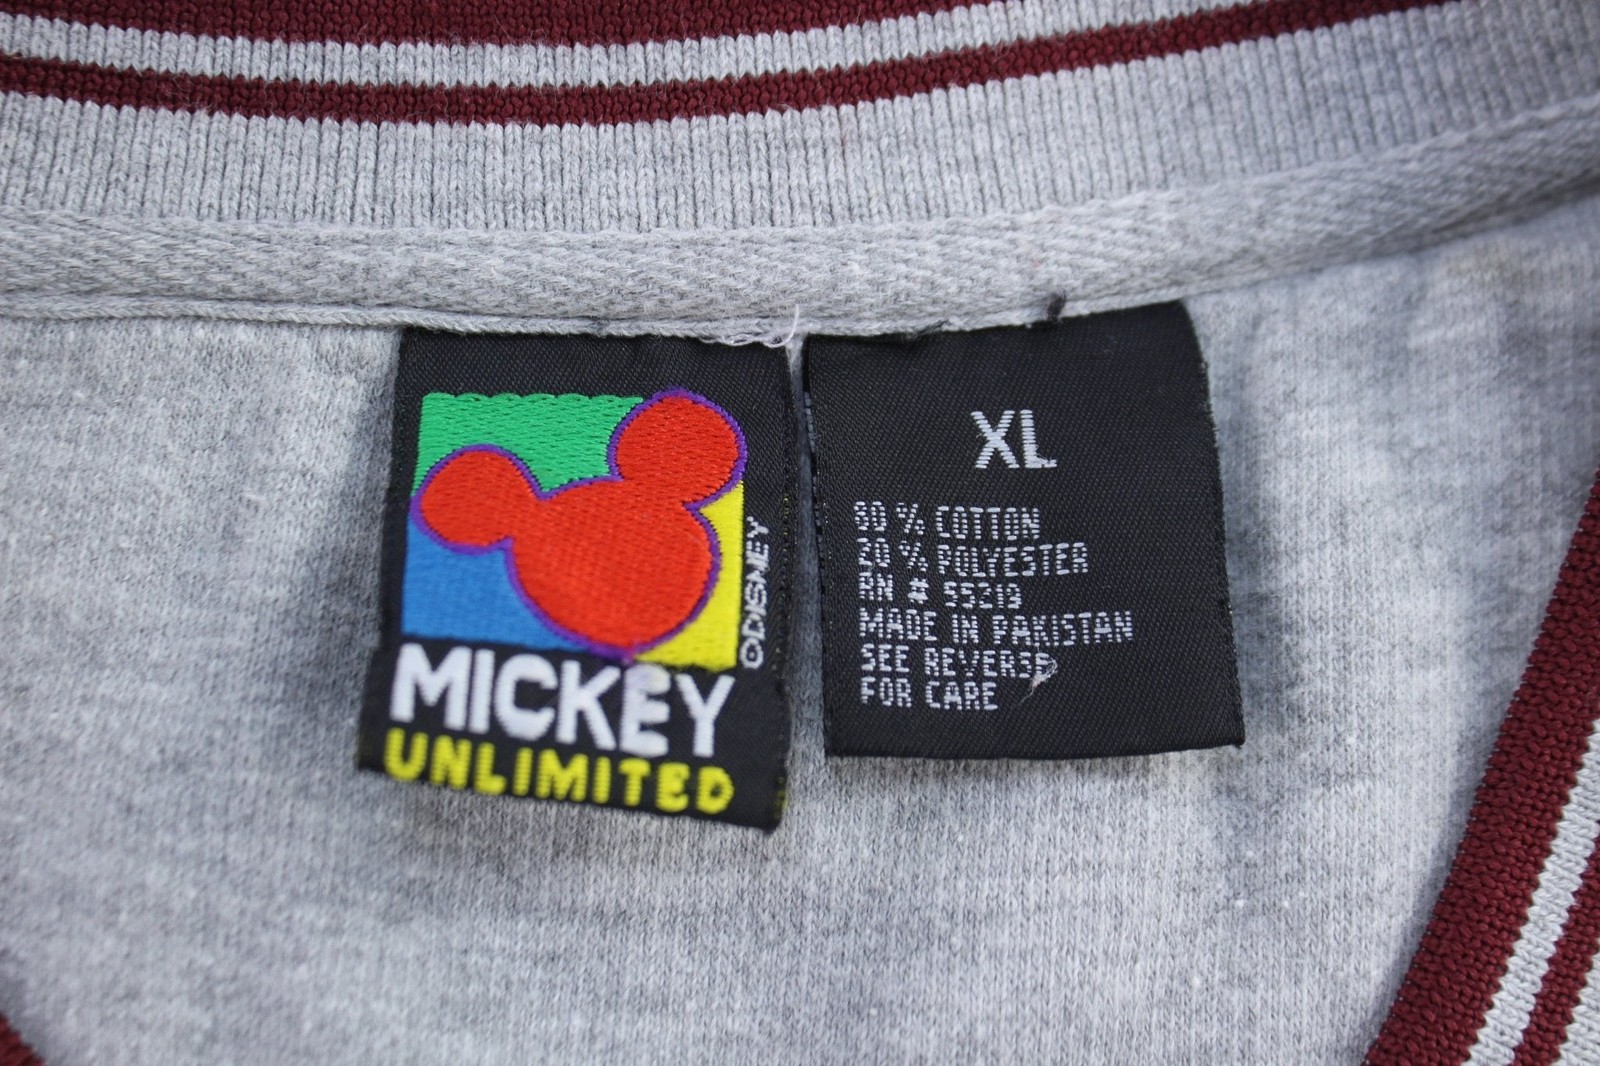 ©DISNEY
MICKEY
UNLIMITED
XL
80 % COTTON
20 % POLYESTER
RN # 55219
MADE IN PAKISTAN
SEE REVERSE
FOR CARE